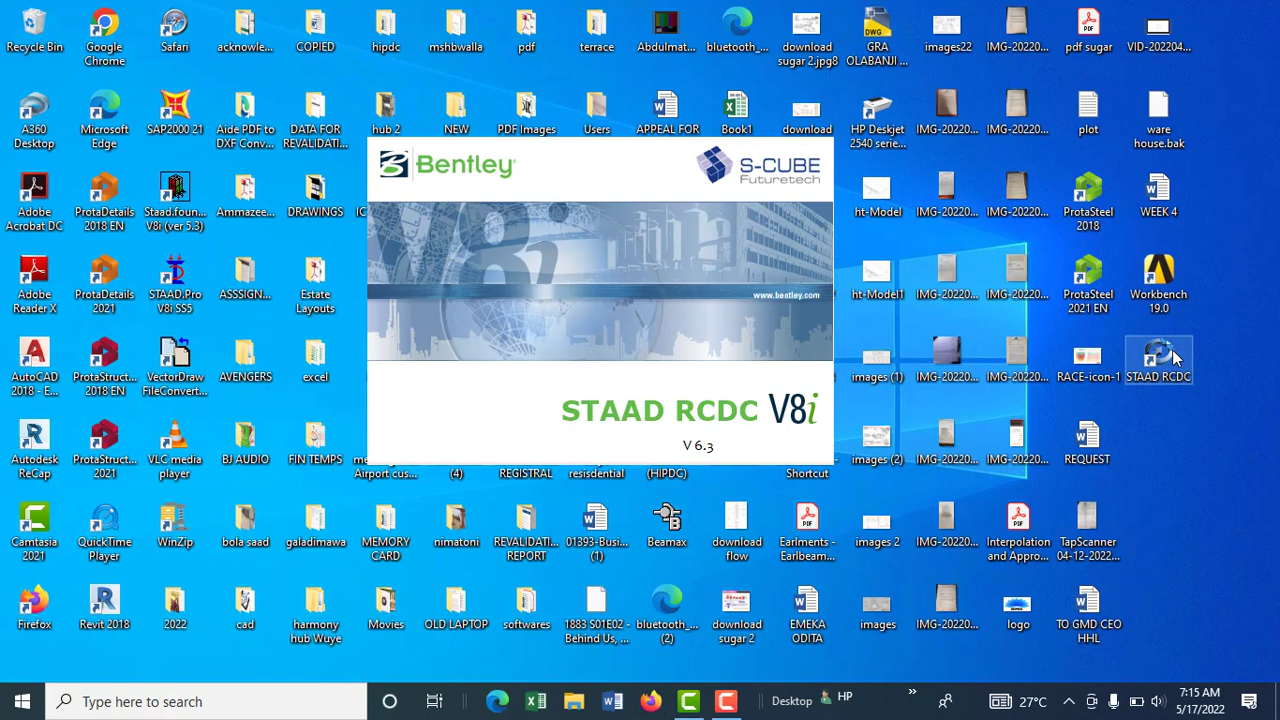 Recycle Bin
Google
Chrome
Safari
acknowle...
COPIED
hipdc
mshbwalla
pdf
terrace
Abdulmat...
bluetooth_...
download
sugar 2.jpg8
GRA
OLABANJI ...
images22
IMG-20220...
pdf sugar
VID-202204...
A360
Desktop
Microsoft
Edge
SAP2000 21
Aide PDF to
DXF Conv...
DATA FOR
REVALIDATI...
hub 2
NEW
PDF Images
Users
APPEAL FOR
Book1
download
HP Deskjet
2540 serie...
IMG-20220...
IMG-20220...
plot
ware
house.bak
Bentley
S-CUBE
Futuretech
Adobe
Acrobat DC
ProtaDetails
2018 EN
Staad.foun...
V8i (ver 5.3)
Ammazee...
DRAWINGS
IC
ht-Model
IMG-20220...
IMG-20220...
ProtaSteel
2018
WEEK 4
V8i
www.bentley.com
Adobe
Reader X
ProtaDetails
2021
STAAD.Pro
V8i SS5
ASSSIGN...
Estate
Layouts
ht-Model1
IMG-20220...
IMG-20220...
ProtaSteel
2021 EN
Workbench
19.0
AutoCAD
2018 - E...
ProtaStruct...
2018 EN
VectorDraw
FileConvert...
AVENGERS
excel
images (1)
IMG-20220...
IMG-20220...
RACE-icon-1
STAAD RCDC
STAAD RCDC V8i
V 6.3
Autodesk
ReCap
ProtaStruct...
2021
VLC media
player
BJ AUDIO
FIN TEMPS
Airport cus...
(4)
REGISTRAL
resisdential
(HIPDC)
Shortcut
images (2)
IMG-20220...
IMG-20220...
REQUEST
Camtasia
2021
QuickTime
Player
WinZip
bola saad
galadimawa
MEMORY
CARD
nimatoni
REVALIDATI...
REPORT
01393-Busi...
(1)
Beamax
download
flow
Earlments -
Earlbeam...
images 2
IMG-20220...
Interpolation
and Appro...
TapScanner
04-12-2022...
Firefox
Revit 2018
2022
cad
harmony
hub Wuye
Movies
OLD LAPTOP
softwares
1883 S01E02 -
Behind Us, ...
bluetooth_...
(2)
download
sugar 2
EMEKA
ODITA
images
IMG-20220...
logo
TO GMD CEO
HHL
Type here to search
Desktop
HP
»
27°C
7:15 AM
5/17/2022